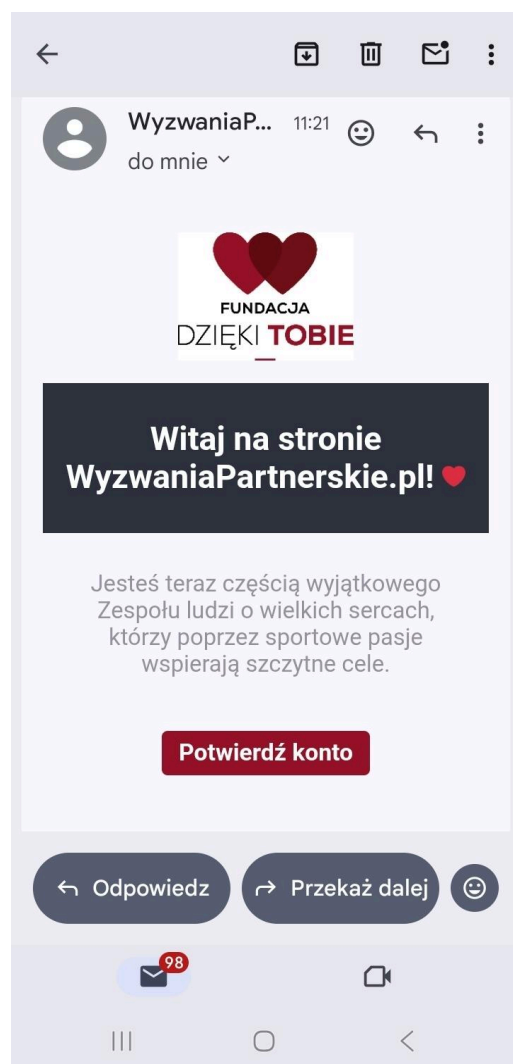 WyzwaniaP... 11:21
do mnie
FUNDACJA
DZIĘKI TOBIE
Witaj na stronie
WyzwaniaPartnerskie.pl!
Jesteś teraz częścią wyjątkowego
Zespołu ludzi o wielkich sercach,
którzy poprzez sportowe pasje
wspierają szczytne cele.
Potwierdź konto
Odpowiedz Przekaż dalej
98